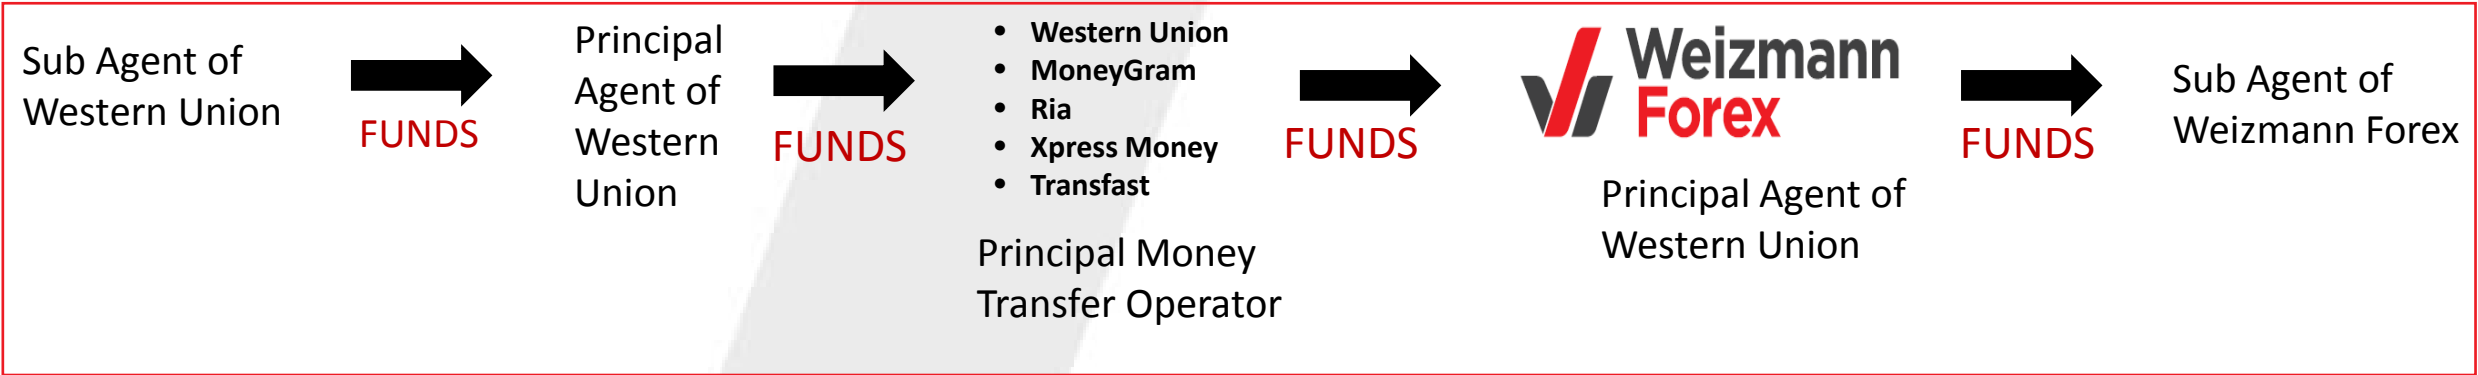 Sub Agent of
Western Union
FUNDS
Principal
Agent of
Western
Union
FUNDS
• Western Union
• MoneyGram
• Ria
• Xpress Money
• Transfast
Principal Money
Transfer Operator
FUNDS
Weizmann
Forex
Principal Agent of
Western Union
FUNDS
Sub Agent of
Weizmann Forex